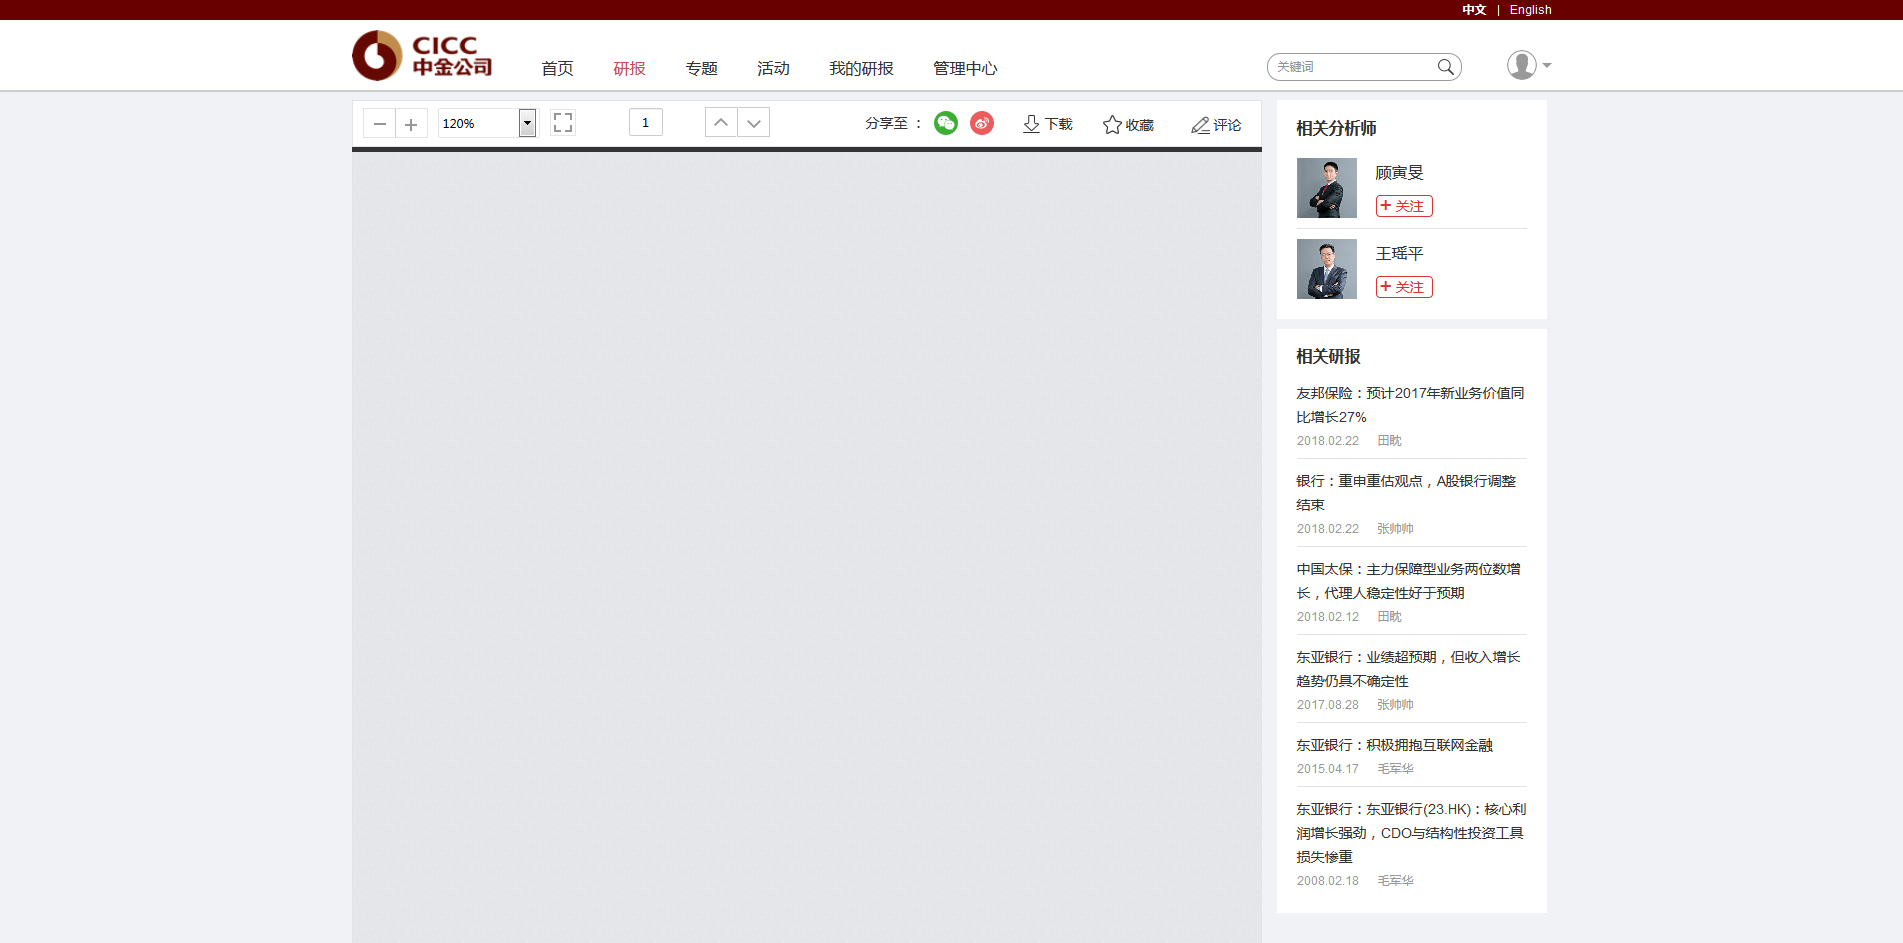 中文 | English
CICC
中金公司
首页 研报 专题 活动 我的研报 管理中心
关键词
120%
1
分享至：
下载
收藏
评论
相关分析师
顾寅旻
+ 关注
王瑶平
+ 关注
相关研报
友邦保险：预计2017年新业务价值同
比增长27%
2018.02.22 田眈
银行：重申重估观点，A股银行调整
结束
2018.02.22 张帅帅
中国太保：主力保障型业务两位数增
长，代理人稳定性好于预期
2018.02.12 田眈
东亚银行：业绩超预期，但收入增长
趋势仍具不确定性
2017.08.28 张帅帅
东亚银行：积极拥抱互联网金融
2015.04.17 毛军华
东亚银行：东亚银行(23.HK)：核心利
润增长强劲，CDO与结构性投资工具
损失惨重
2008.02.18 毛军华